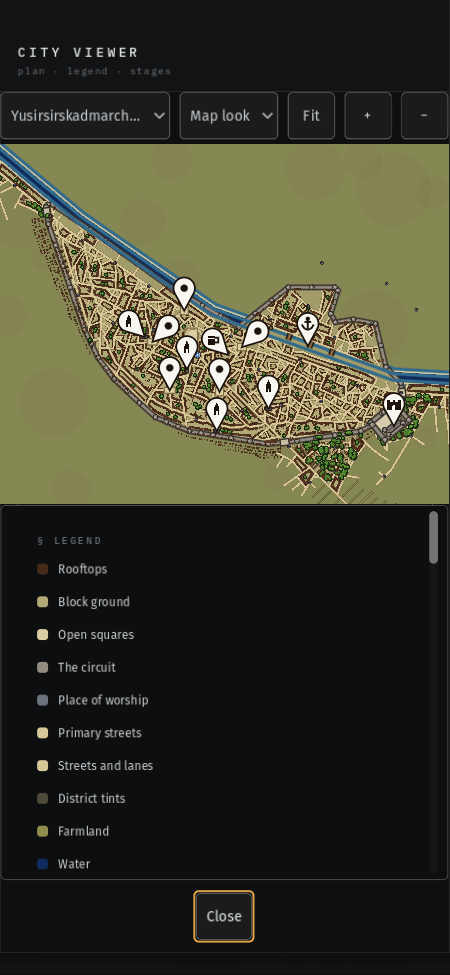 CITY VIEWER
plan · legend · stages
Yusirsirskadmarch...
Map look
Fit
+
−
§ LEGEND
Rooftops
Block ground
Open squares
The circuit
Place of worship
Primary streets
Streets and lanes
District tints
Farmland
Water
Close